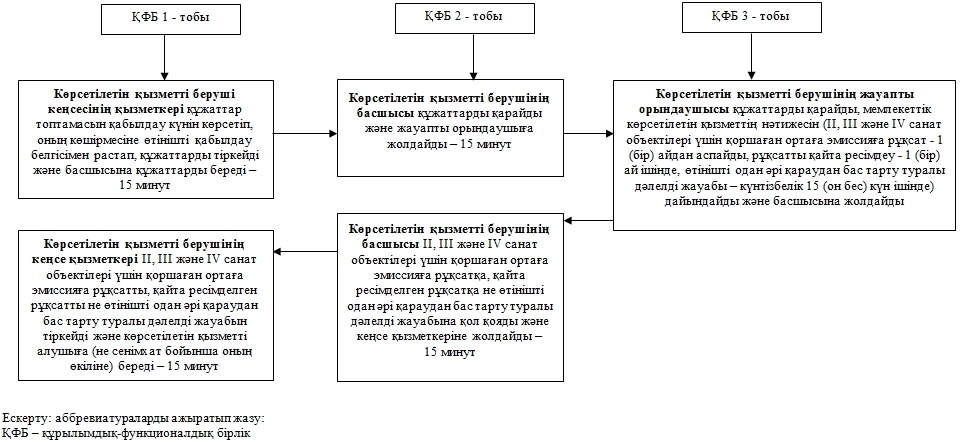 ҚФБ 1 - тобы
ҚФБ 2 - тобы
ҚФБ 3 - тобы
Көрсетілетін қызметті беруші
кеңсесінің қызметкері құжаттар
топтамасын қабылдау күнін көрсетіп,
оның көшірмесіне өтінішті қабылдау
белгісімен растап, құжаттарды тіркейді
және басшысына құжаттарды береді –
15 минут
Көрсетілетін қызметті берушінің
басшысы құжаттарды қарайды
және жауапты орындаушыға
жолдайды – 15 минут
Көрсетілетін қызметті берушінің жауапты
орындаушысы құжаттарды қарайды, мемлекеттік
көрсетілетін қызметтің нәтижесін (II, III және IV санат
объектілері үшін қоршаған ортаға эмиссияға рұқсат - 1
(бір) айдан аспайды, рұқсатты қайта ресімдеу - 1 (бір)
ай ішінде, өтінішті одан әрі қараудан бас тарту туралы
дәлелді жауабы – күнтізбелік 15 (он бес) күн ішінде)
дайындайды және басшысына жолдайды
Көрсетілетін қызметті берушінің
басшысы II, III және IV санат
объектілері үшін қоршаған ортаға
эмиссияға рұқсатқа, қайта
ресімделген рұқсатқа не өтінішті
одан әрі қараудан бас тарту туралы
дәлелді жауабына қол қояды және
кеңсе қызметкеріне жолдайды –
15 минут
Көрсетілетін қызметті берушінің
кеңсе қызметкері II, III және IV санат
объектілері үшін қоршаған ортаға
эмиссияға рұқсатты, қайта ресімделген
рұқсатты не өтінішті одан әрі қараудан
бас тарту туралы дәлелді жауабын
тіркейді және көрсетілетін қызметті
алушыға (не сенімхат бойынша оның
өкіліне) береді – 15 минут
Ескерту: аббревиатураларды ажыратып жазу:
ҚФБ – құрылымдық-функционалдық бірлік